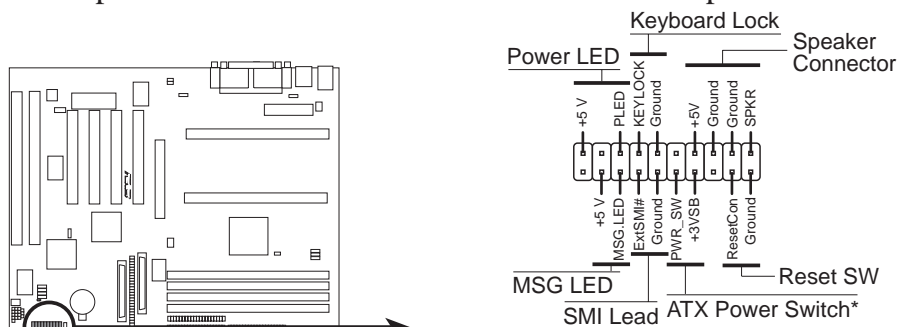 Keyboard Lock
Speaker
Connector
Power LED
+5 V
PLED
KEYLOCK
Ground
+5V
Ground
Ground
SPKR
+5 V
MSG.LED
ExtSMI#
Ground
PWR_SW
+3VSB
ResetCon
Ground
MSG LED
SMI Lead
ATX Power Switch*
Reset SW